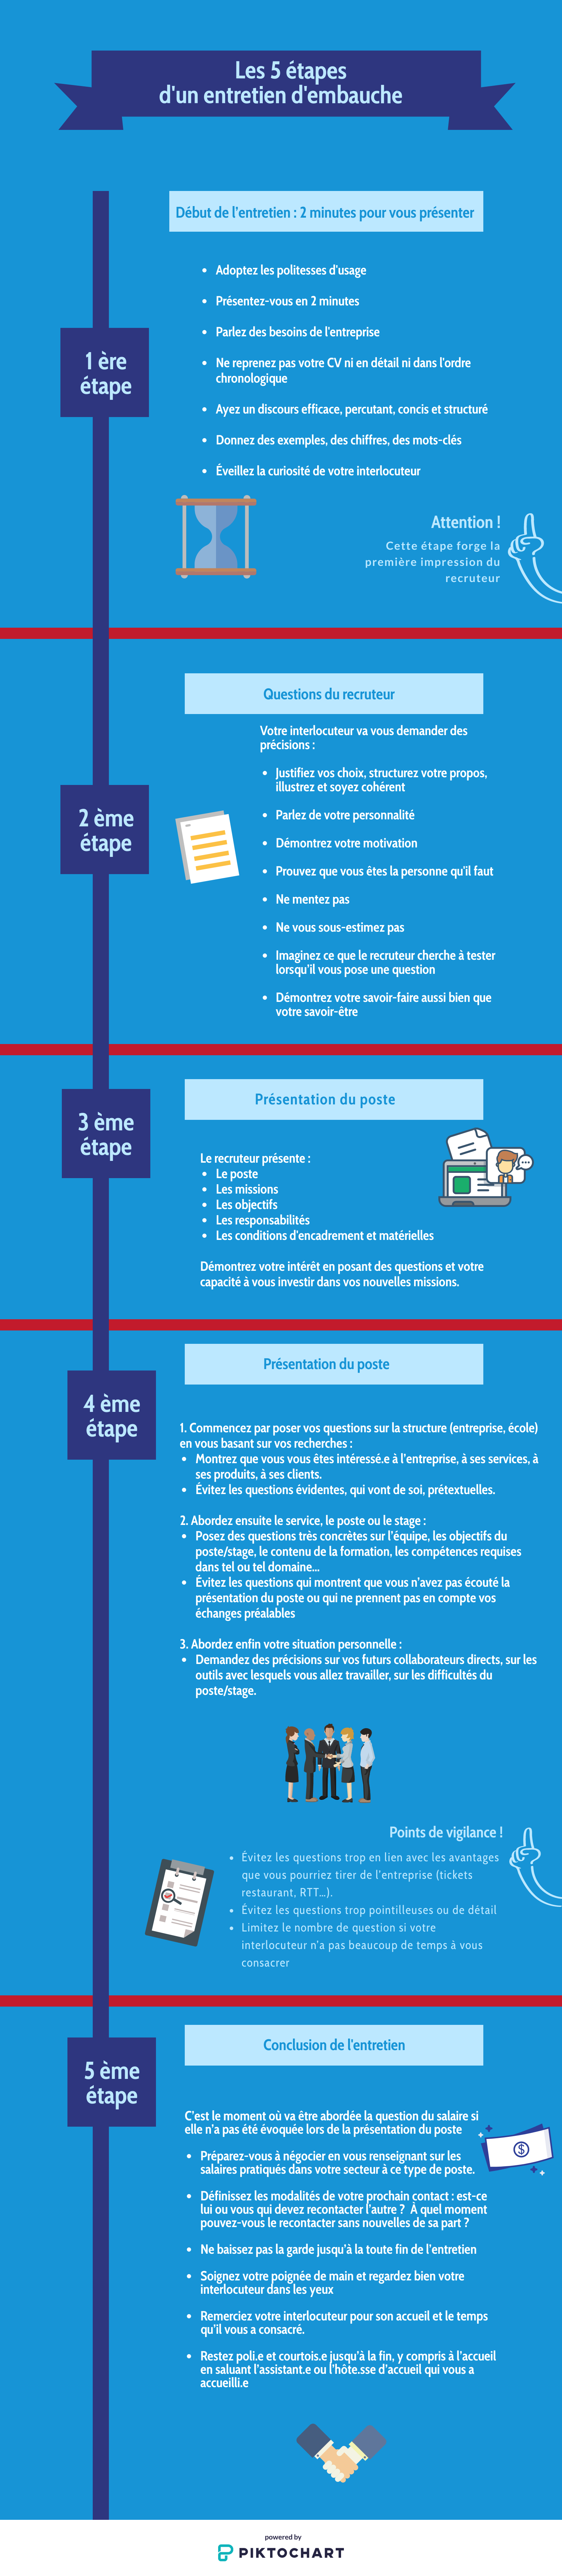 Les 5 étapes
d'un entretien d'embauche
Début de l'entretien : 2 minutes pour vous présenter
• Adoptez les politesses d'usage
• Présentez-vous en 2 minutes
• Parlez des besoins de l'entreprise
• Ne reprenez pas votre CV ni en détail ni dans l'ordre
chronologique
• Ayez un discours efficace, percutant, concis et structuré
• Donnez des exemples, des chiffres, des mots-clés
• Éveillez la curiosité de votre interlocuteur
1 ère
étape
Attention !
Cette étape forge la
première impression du
recruteur
Questions du recruteur
Votre interlocuteur va vous demander des
précisions :
• Justifiez vos choix, structurez votre propos,
illustrez et soyez cohérent
• Parlez de votre personnalité
• Démontrez votre motivation
• Prouvez que vous êtes la personne qu'il faut
• Ne mentez pas
• Ne vous sous-estimez pas
• Imaginez ce que le recruteur cherche à tester
lorsqu'il vous pose une question
• Démontrez votre savoir-faire aussi bien que
votre savoir-être
2 ème
étape
Présentation du poste
3 ème
étape
Le recruteur présente :
• Le poste
• Les missions
• Les objectifs
• Les responsabilités
• Les conditions d'encadrement et matérielles
Démontrez votre intérêt en posant des questions et votre
capacité à vous investir dans vos nouvelles missions.
Présentation du poste
4 ème
étape
1. Commencez par poser vos questions sur la structure (entreprise, école)
en vous basant sur vos recherches :
• Montrez que vous vous êtes intéressé.e à l'entreprise, à ses services, à
ses produits, à ses clients.
• Évitez les questions évidentes, qui vont de soi, prétextuelles.
2. Abordez ensuite le service, le poste ou le stage :
• Posez des questions très concrètes sur l'équipe, les objectifs du
poste/stage, le contenu de la formation, les compétences requises
dans tel ou tel domaine...
• Évitez les questions qui montrent que vous n'avez pas écouté la
présentation du poste ou qui ne prennent pas en compte vos
échanges préalables
3. Abordez enfin votre situation personnelle :
• Demandez des précisions sur vos futurs collaborateurs directs, sur les
outils avec lesquels vous allez travailler, sur les difficultés du
poste/stage.
Points de vigilance !
• Évitez les questions trop en lien avec les avantages
que vous pourriez tirer de l'entreprise (tickets
restaurant, RTT...).
• Évitez les questions trop pointilleuses ou de détail
• Limitez le nombre de question si votre
interlocuteur n'a pas beaucoup de temps à vous
consacrer
Conclusion de l'entretien
5 ème
étape
C'est le moment où va être abordée la question du salaire si
elle n'a pas été évoquée lors de la présentation du poste
• Préparez-vous à négocier en vous renseignant sur les
salaires pratiqués dans votre secteur à ce type de poste.
• Définissez les modalités de votre prochain contact : est-ce
lui ou vous qui devez recontacter l'autre ? À quel moment
pouvez-vous le recontacter sans nouvelles de sa part ?
• Ne baissez pas la garde jusqu'à la toute fin de l'entretien
• Soignez votre poignée de main et regardez bien votre
interlocuteur dans les yeux
• Remerciez votre interlocuteur pour son accueil et le temps
qu'il vous a consacré.
• Restez poli.e et courtois.e jusqu'à la fin, y compris à l'accueil
en saluant l'assistant.e ou l'hôte.sse d'accueil qui vous a
accueilli.e
powered by
PIKTOCHART